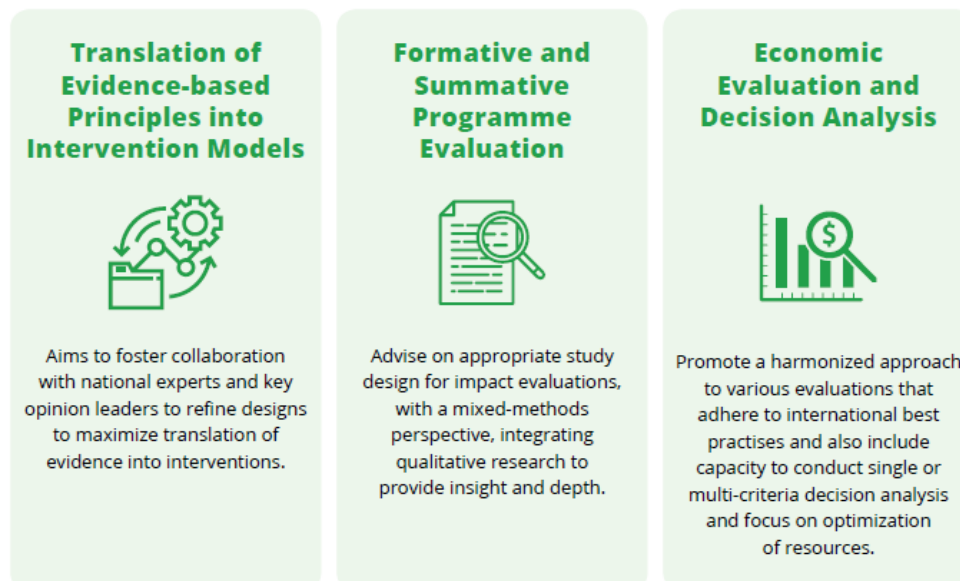 Translation of
Evidence-based
Principles into
Intervention Models
Aims to foster collaboration
with national experts and key
opinion leaders to refine designs
to maximize translation of
evidence into interventions.
Formative and
Summative
Programme
Evaluation
Advise on appropriate study
design for impact evaluations,
with a mixed-methods
perspective, integrating
qualitative research to
provide insight and depth.
Economic
Evaluation and
Decision Analysis
$
Promote a harmonized approach
to various evaluations that
adhere to international best
practises and also include
capacity to conduct single or
multi-criteria decision analysis
and focus on optimization
of resources.